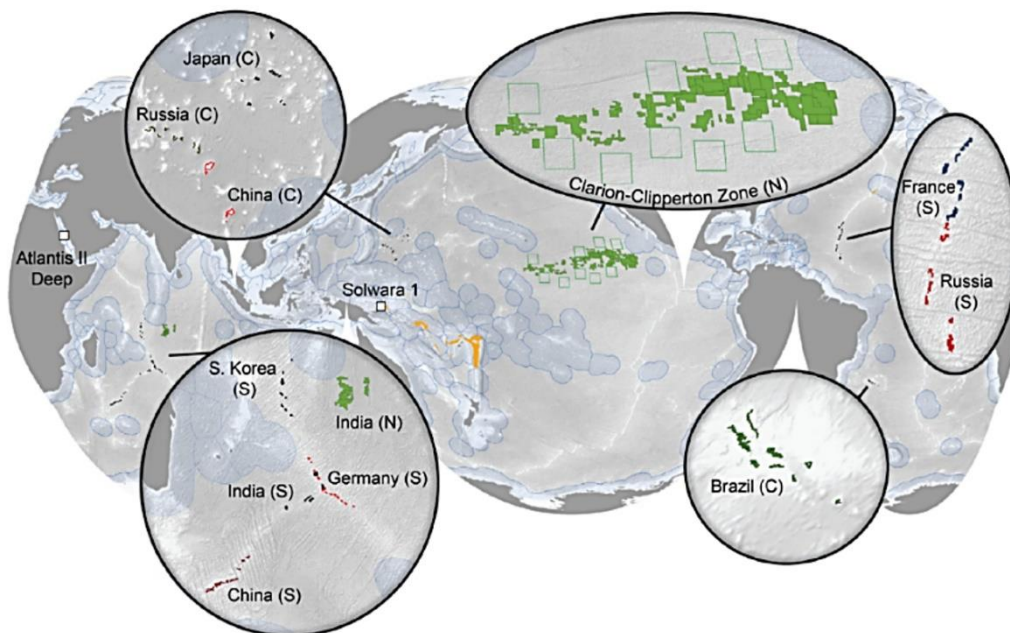 Japan (C)
Russia (C)
China (C)
Clarion-Clipperton Zone (N)
France
(S)
Russia
(S)
Atlantis II
Deep
Solwara 1
S. Korea
(S)
India (N)
Germany (S)
India (S)
China (S)
Brazil (C)